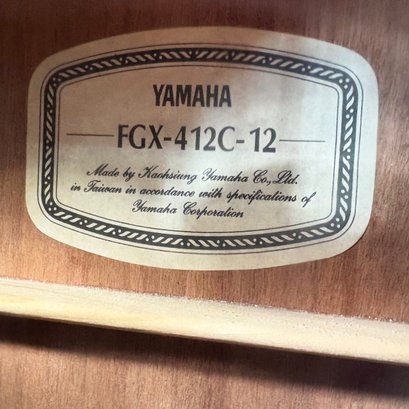 YAMAHA
FGX-412C-12
Made by Kaohsiung Yamaha Co., Ltd.
in Taiwan in accordance with specifications of
Yamaha Corporation